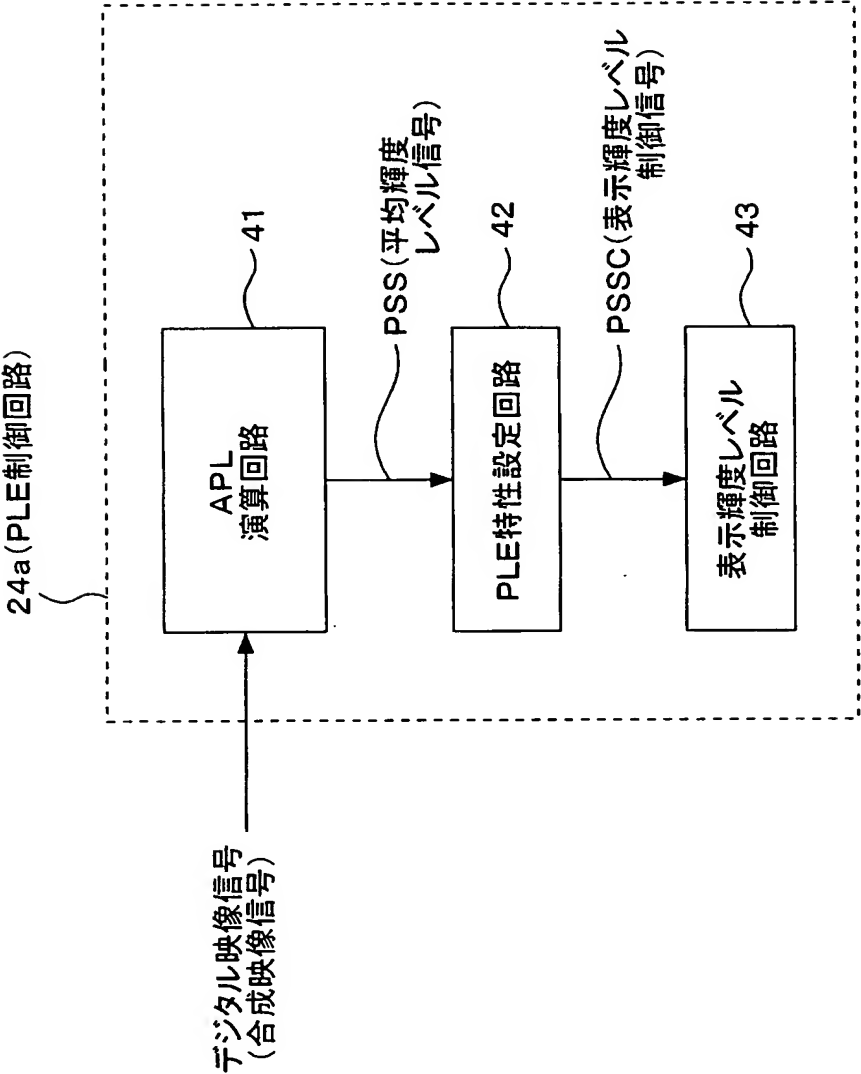 24a(PLE制御回路)
デジタル映像信号
(合成映像信号)
APL
演算回路
41
PSS(平均輝度
レベル信号)
PLE特性設定回路
42
PSSC(表示輝度レベル
制御信号)
表示輝度レベル
制御回路
43